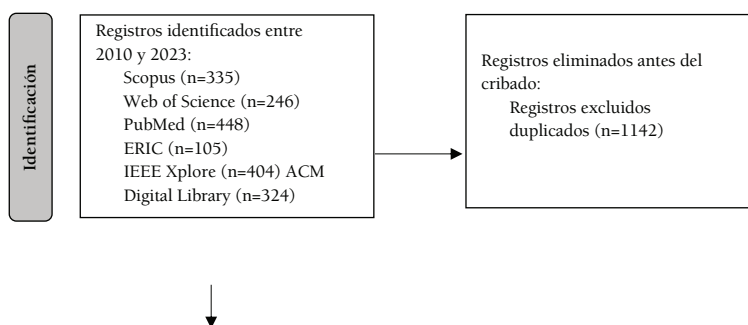 Identificación
Registros identificados entre
2010 y 2023:
Scopus (n=335)
Web of Science (n=246)
PubMed (n=448)
ERIC (n=105)
IEEE Xplore (n=404) ACM
Digital Library (n=324)
Registros eliminados antes del
cribado:
Registros excluidos
duplicados (n=1142)